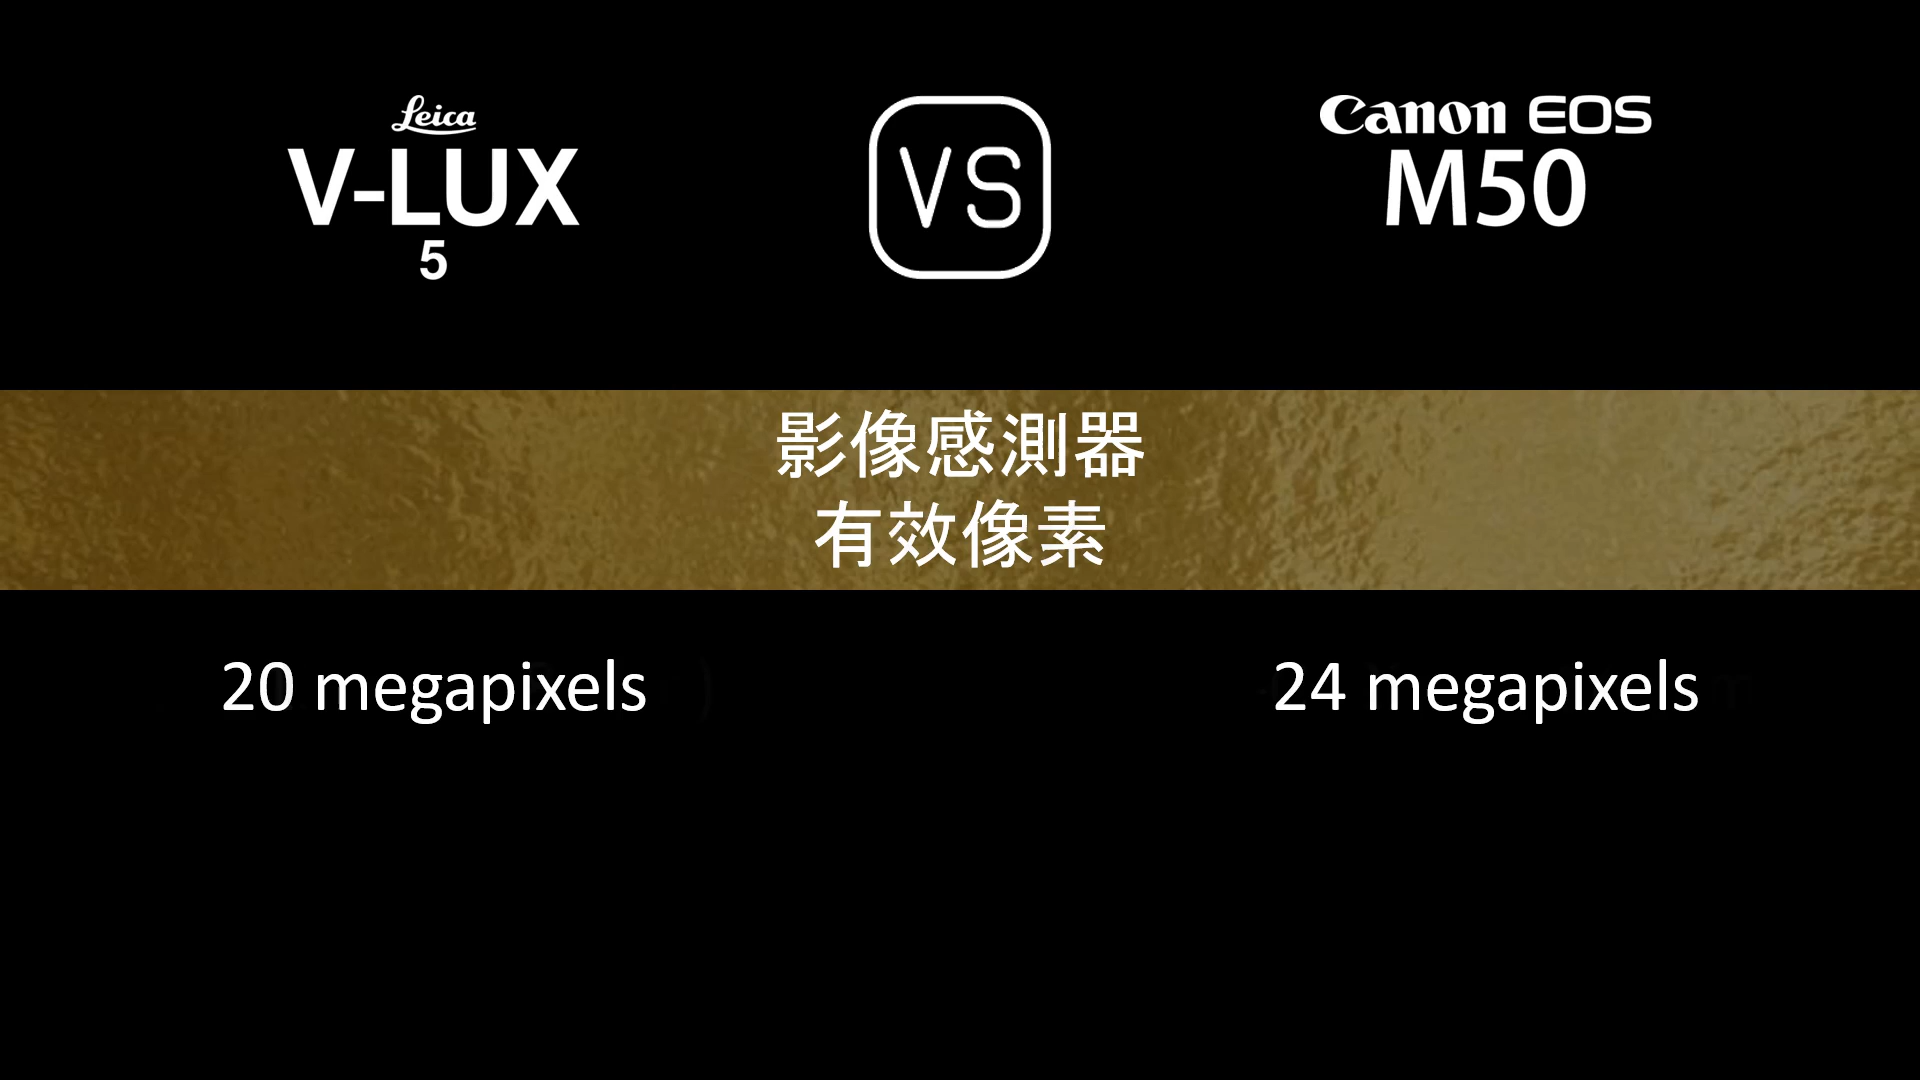 Leica
V-LUX
5
VS
Canon EOS
M50
影像感測器
有效像素
20 megapixels
24 megapixels